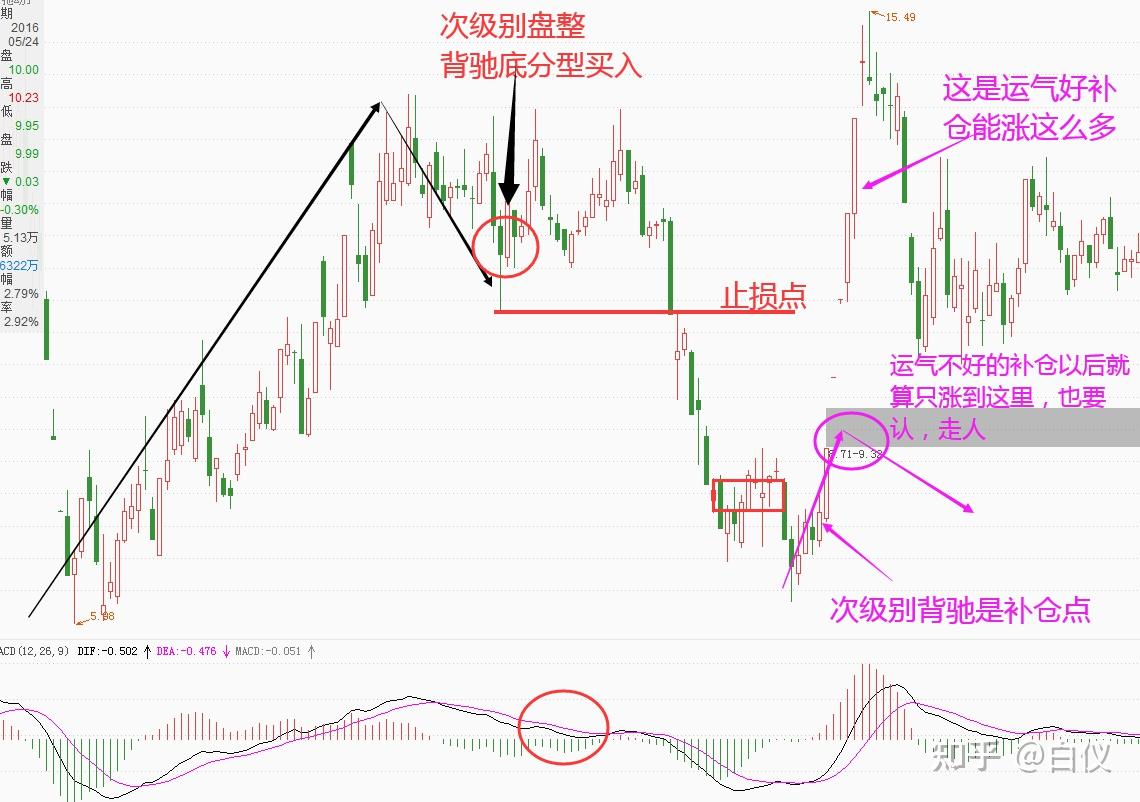 期
2016
05/24
盘
10.00
高
10.23
低
9.95
盘
9.99
跌
▼0.03
幅
-0.30%
量
5.13万
额
6322万
幅
2.79%
率
2.92%
次级别盘整
背驰底分型买入
15.49
这是运气好补
仓能涨这么多
止损点
运气不好的补仓以后就
算只涨到这里，也要
认，走人
8.71-9.32
次级别背驰是补仓点
ACD(12,26,9) DIF:-0.502 ↑ DEA:-0.476 ↓ MACD:-0.051 ↑
知乎 @白仪